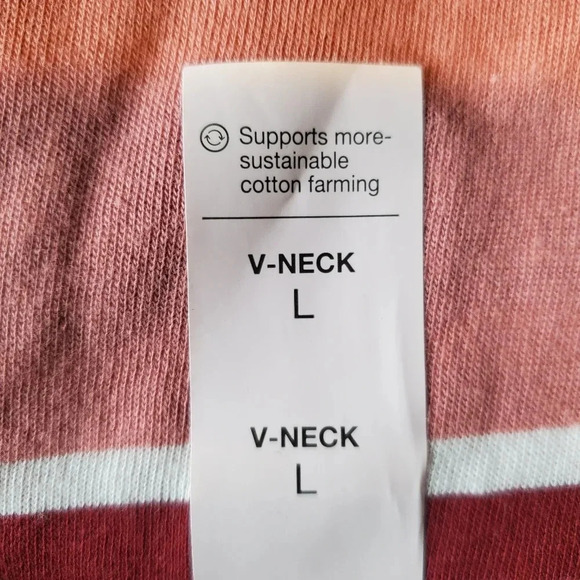 Supports more-
sustainable
cotton farming
V-NECK
L
V-NECK
L